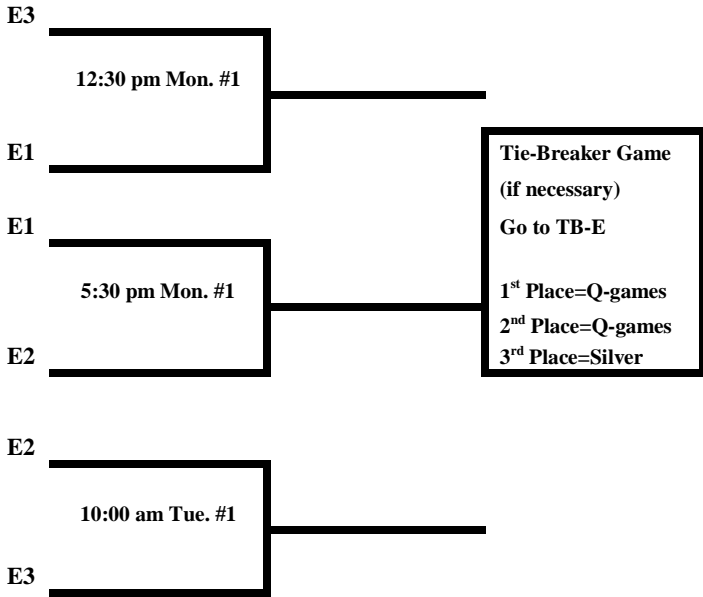 E3
12:30 pm Mon. #1
E1
E1
5:30 pm Mon. #1
E2
E2
10:00 am Tue. #1
E3
Tie-Breaker Game
(if necessary)
Go to TB-E
1st Place=Q-games
2nd Place=Q-games
3rd Place=Silver